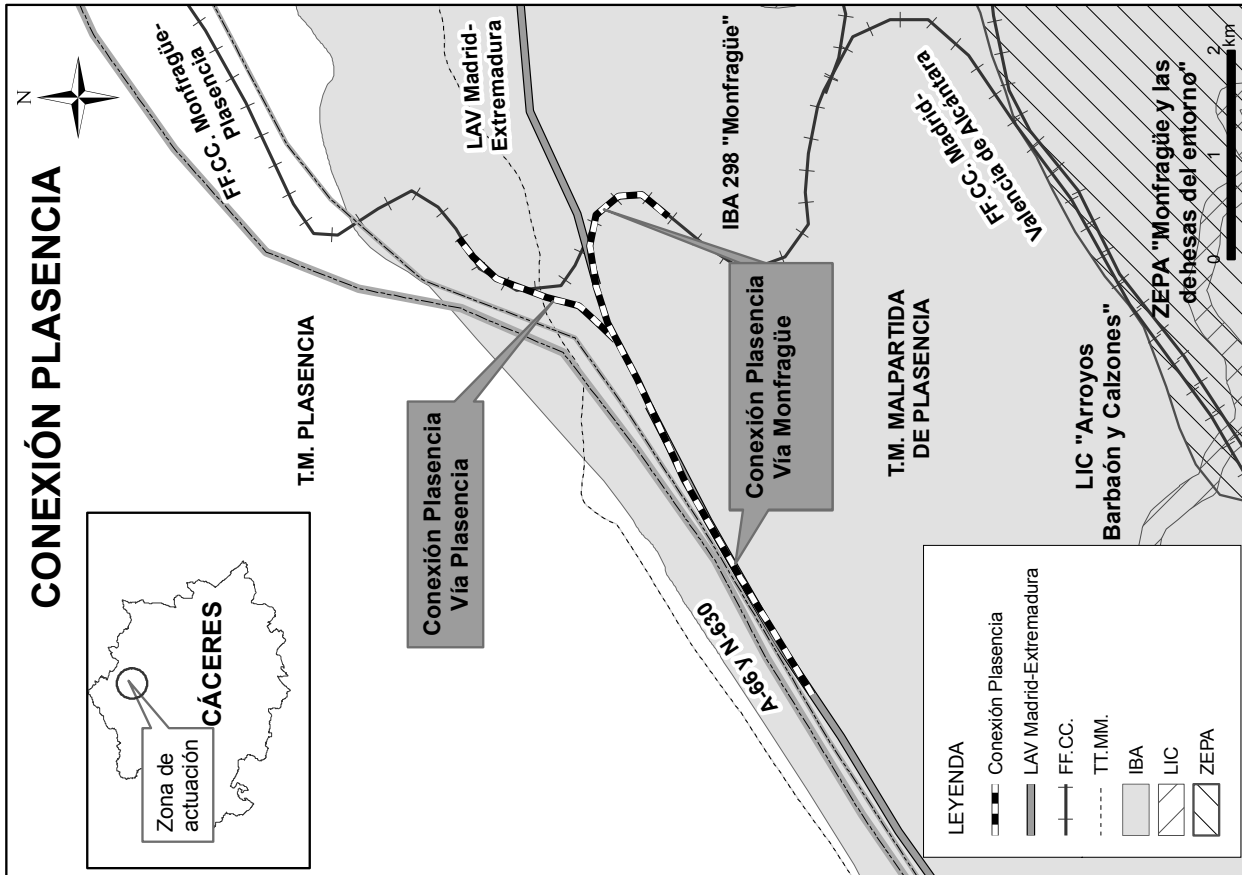 CONEXIÓN PLASENCIA
N
CÁCERES
Zona de
actuación
T.M. PLASENCIA
FF.CC. Monfragüe-
Plasencia
LAV Madrid-
Extremadura
Conexión Plasencia
Vía Plasencia
A-66 y N-630
IBA 298 "Monfragüe"
Conexión Plasencia
Vía Monfragüe
T.M. MALPARTIDA
DE PLASENCIA
FF.CC. Madrid-
Valencia de Alcántara
LIC "Arroyos
Barbaón y Calzones"
ZEPA "Monfragüe y las
dehesas del entorno"
0 1 2
km
LEYENDA
Conexión Plasencia
LAV Madrid-Extremadura
FF.CC.
TT.MM.
IBA
LIC
ZEPA